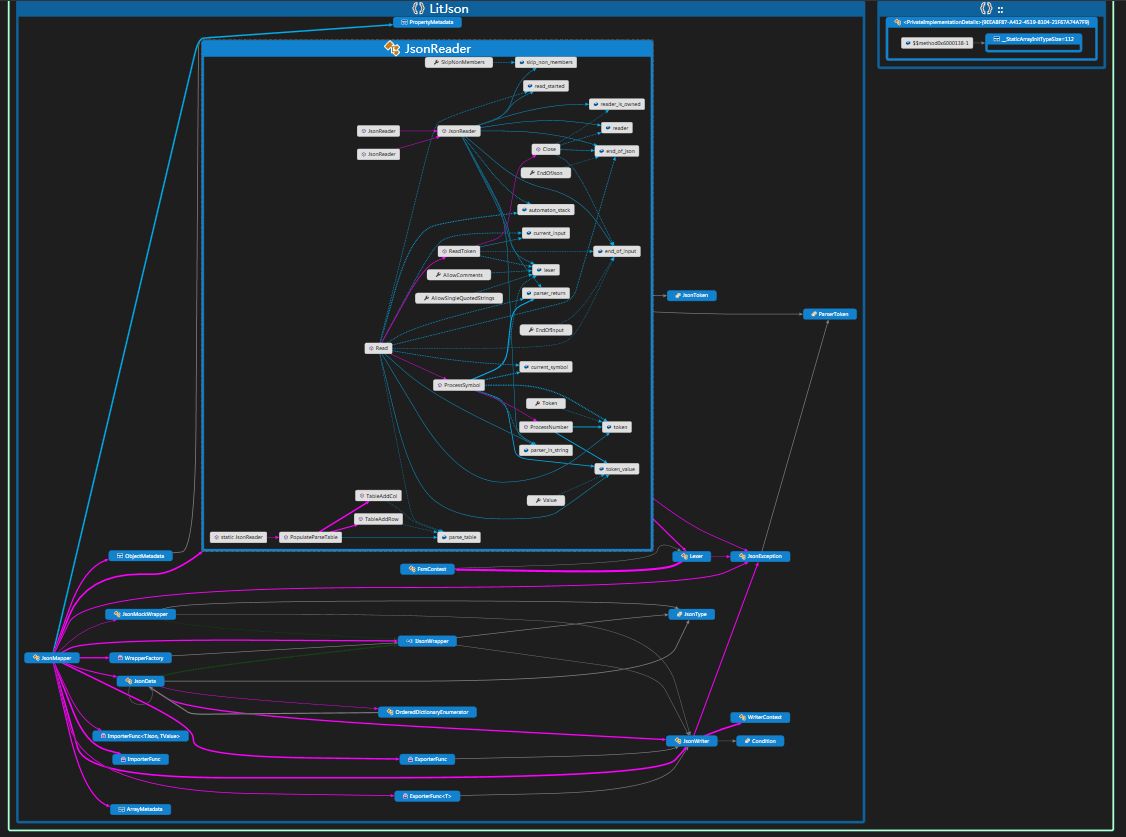 LitJson
::
PropertyMetadata
<PrivateImplementationDetails>{9EEABF87-A412-4519-8104-21F67A74A7F9}
$$method0x6000138-1
__StaticArrayInitTypeSize=112
JsonReader
SkipNonMembers
skip_non_members
read_started
reader_is_owned
reader
JsonReader
JsonReader
JsonReader
Close
end_of_json
EndOfJson
automaton_stack
current_input
ReadToken
end_of_input
lexer
AllowComments
parser_return
AllowSingleQuotedStrings
JsonToken
ParserToken
EndOfInput
Read
current_symbol
ProcessSymbol
Token
ProcessNumber
token
parser_in_string
token_value
TableAddCol
Value
TableAddRow
static JsonReader
PopulateParseTable
parse_table
ObjectMetadata
Lexer
JsonException
FsmContext
JsonMockWrapper
JsonType
IJsonWrapper
JsonMapper
WrapperFactory
JsonData
OrderedDictionaryEnumerator
WriterContext
ImporterFunc<TJson, TValue>
JsonWriter
Condition
ImporterFunc
ExporterFunc
ExporterFunc<T>
ArrayMetadata